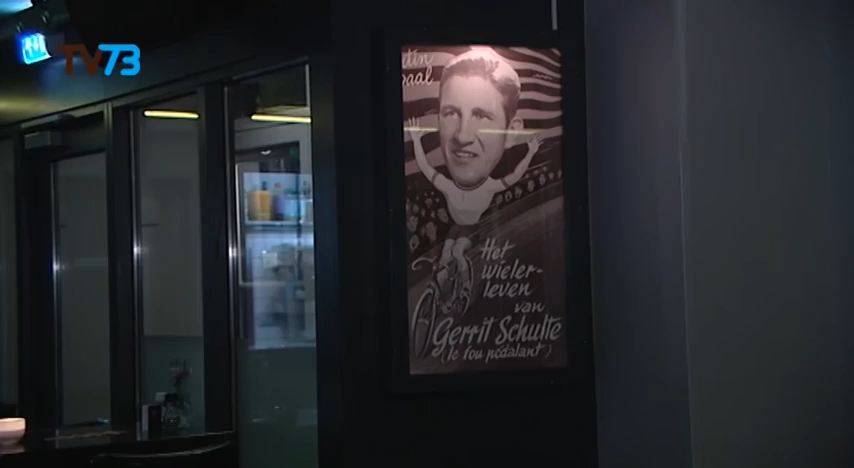 TV73
Het
wieler-
leven
van
Gerrit Schulte
(le fou pédalant)